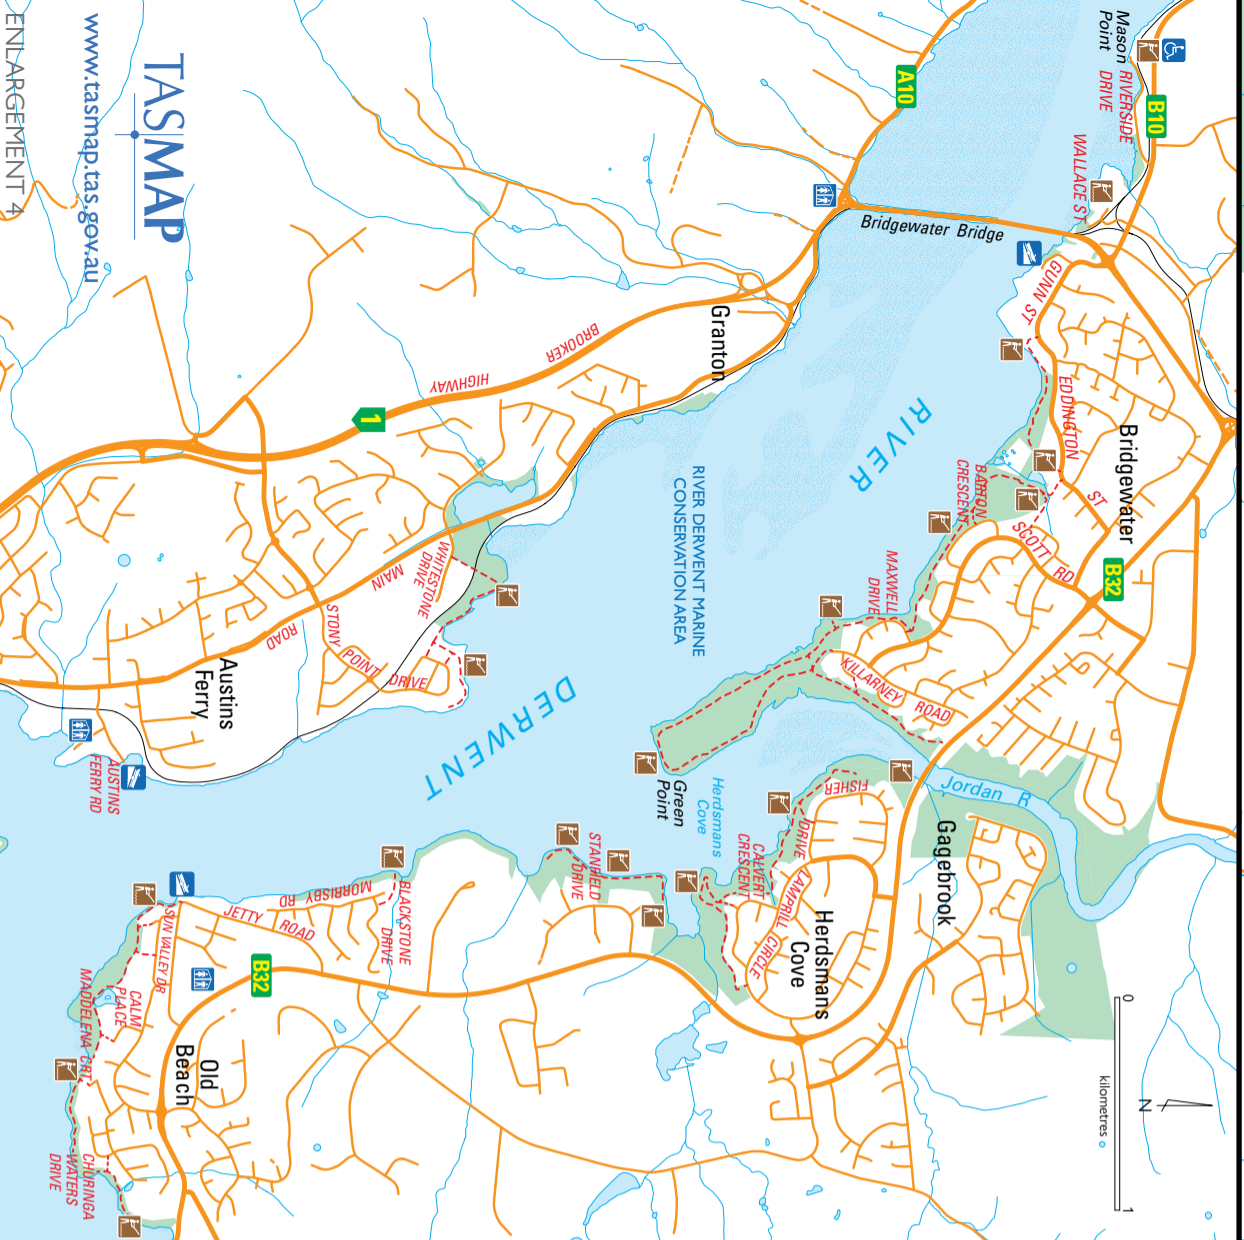 Mason
Point
RIVERSIDE
DRIVE
B10
WALLACE ST
A10
Bridgewater Bridge
GUNN ST
EDDINGTON
ST
Bridgewater
BARTON
CRESCENT
SCOTT
RD
B32
MAXWELL
DRIVE
KILLARNEY
ROAD
RIVER
DERWENT
RIVER DERWENT MARINE
CONSERVATION AREA
Granton
BROOKER
HIGHWAY
1
WHITESTONE
DRIVE
MAIN
ROAD
STONY
POINT
DRIVE
Austins
Ferry
AUSTINS
FERRY RD
Green
Point
Herdsmans
Cove
Jordan R
Gagebrook
FISHER
DRIVE
CALVERT
CRESCENT
LAMPRILL CIRCLE
Herdsmans
Cove
STANFIELD
DRIVE
BLACKSTONE
DRIVE
MORRISBY RD
JETTY
ROAD
SUN VALLEY DR
B32
CALM
PLACE
MADDELENA CRT
Old
Beach
CHURINGA
WATERS
DRIVE
0
kilometres
1
N
TASMAP
www.tasmap.tas.gov.au
ENLARGEMENT 4